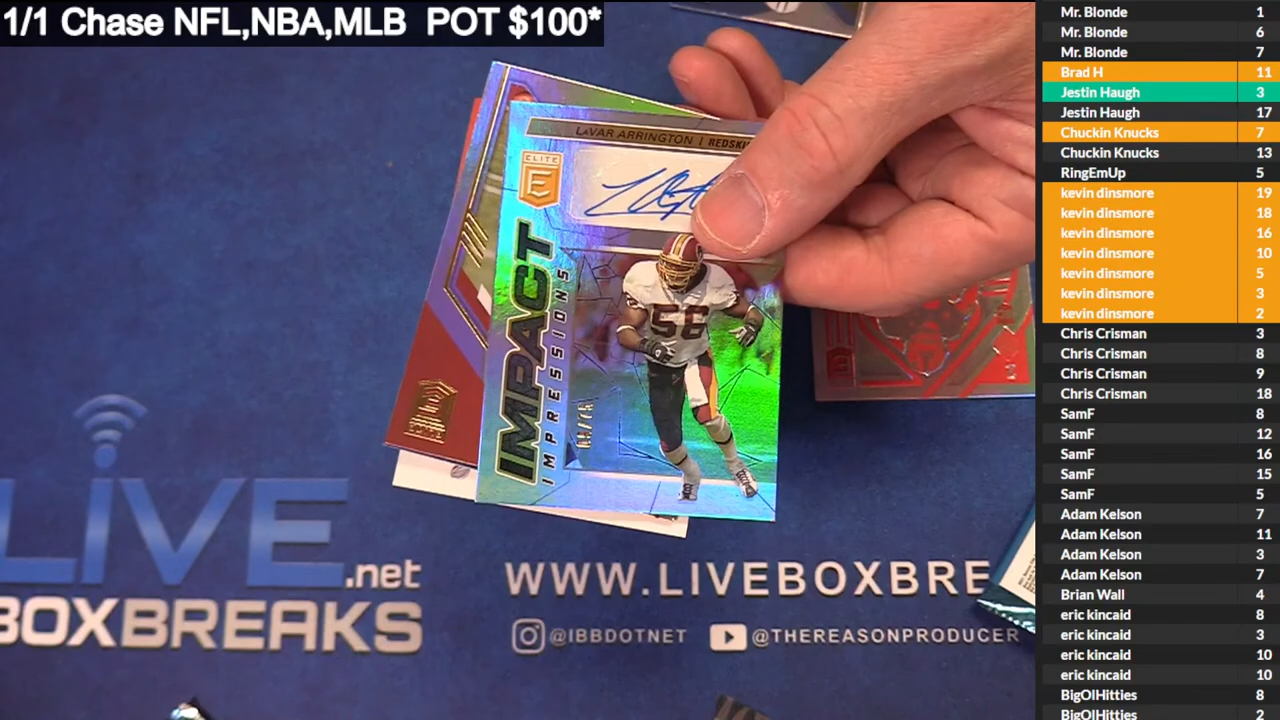 1/1 Chase NFL,NBA,MLB POT $100*
LaVAR ARRINGTON | REDSKI
ELITE
E
IMPACT
IMPRESSIONS
56
LIVE.net
BOXBREAKS
WWW.LIVEBOXBRE
@IBBDOTNET
@THEREASONPRODUCER
Mr. Blonde 1
Mr. Blonde 6
Mr. Blonde 7
Brad H 11
Jestin Haugh 3
Jestin Haugh 17
Chuckin Knucks 7
Chuckin Knucks 13
RingEmUp 5
kevin dinsmore 19
kevin dinsmore 18
kevin dinsmore 16
kevin dinsmore 10
kevin dinsmore 5
kevin dinsmore 3
kevin dinsmore 2
Chris Crisman 3
Chris Crisman 8
Chris Crisman 9
Chris Crisman 18
SamF 8
SamF 12
SamF 16
SamF 15
SamF 5
Adam Kelson 7
Adam Kelson 11
Adam Kelson 3
Adam Kelson 7
Brian Wall 4
eric kincaid 8
eric kincaid 3
eric kincaid 10
eric kincaid 10
BigOlHitties 8
BigOlHitties 2